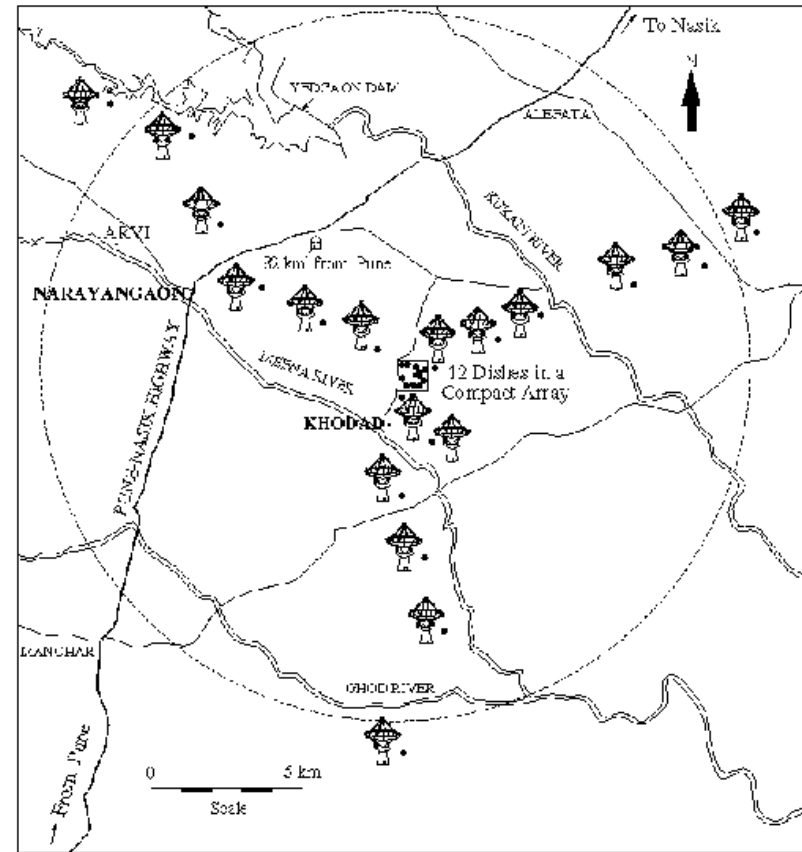 To Nasik
N
YEDGAON DAM
ALEFATA
KUKADI RIVER
ARVI
82 km from Pune
NARAYANGAON
MEENA RIVER
12 Dishes in a
Compact Array
KHODAD
PUNE-NASIK HIGHWAY
MANCHAR
GHOD RIVER
From Pune
0 5 km
Scale